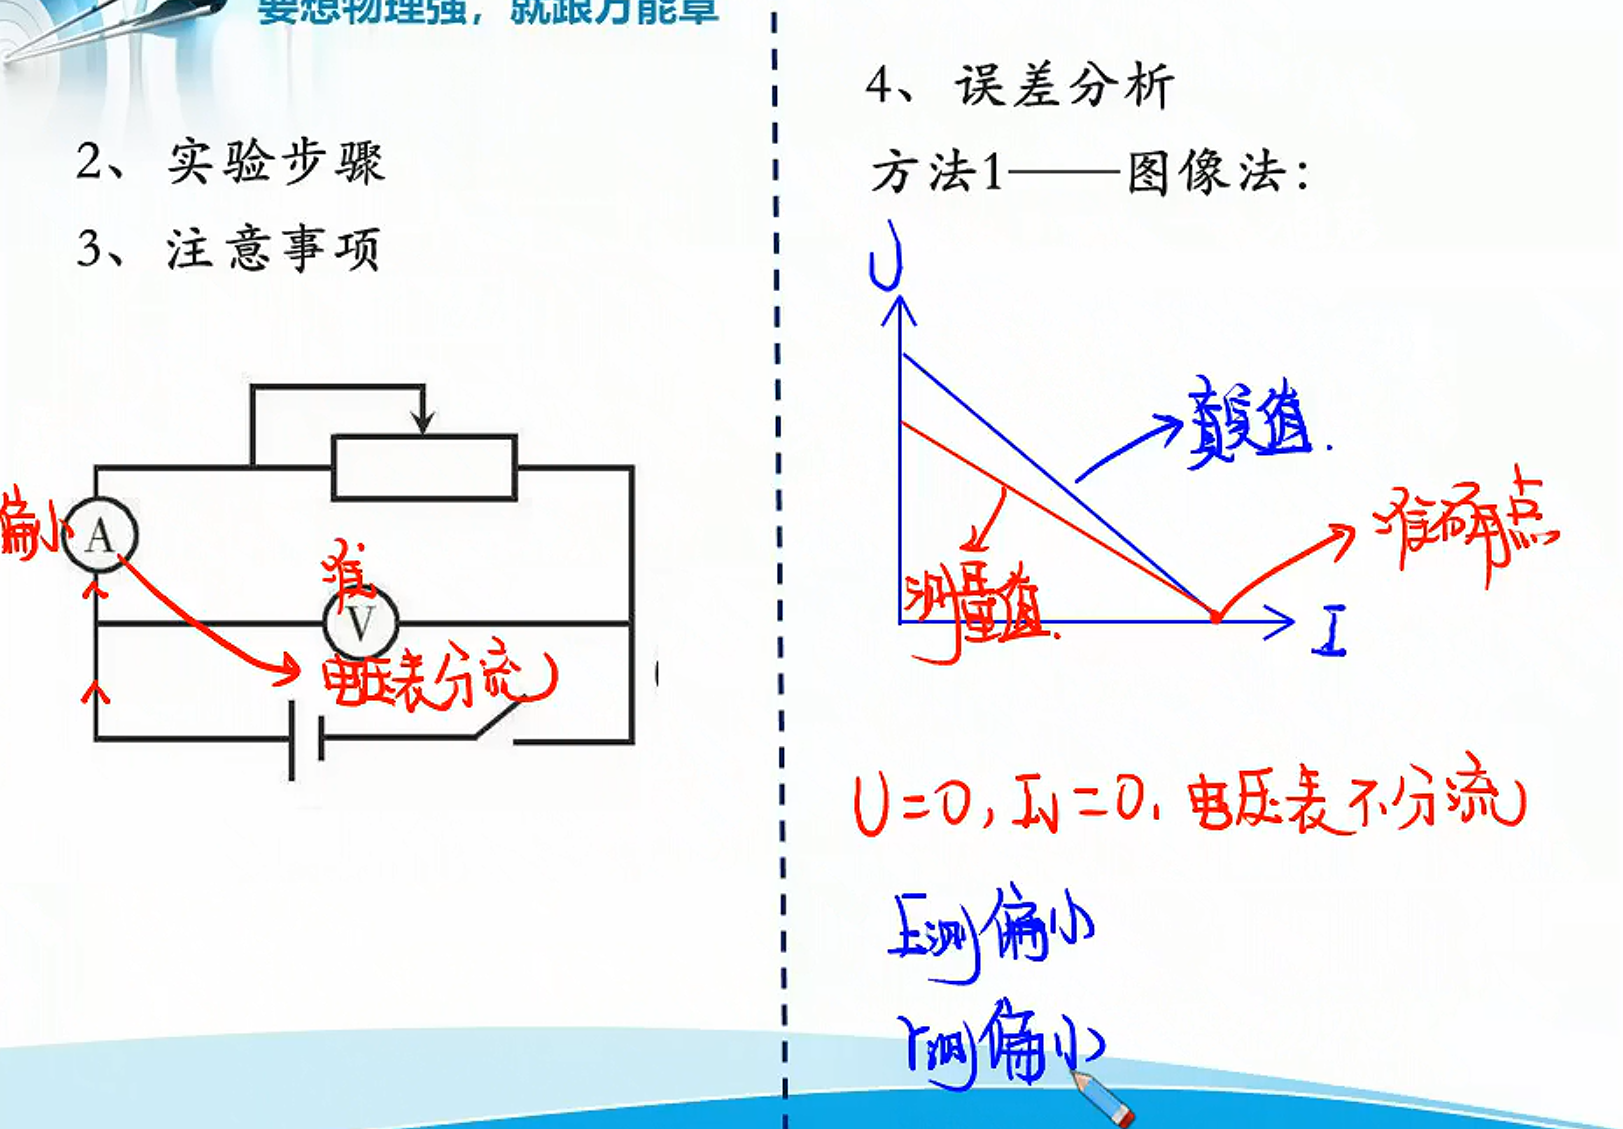 要想物理强，就跟万能章
2、实验步骤
3、注意事项
偏小
A
准
V
电压表分流
4、误差分析
方法1——图像法：
U
真实值.
准确点
测量值.
I
U=0, Iv=0. 电压表不分流
E测偏小
r测偏小